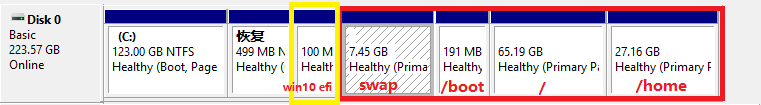 Disk 0
Basic
223.57 GB
Online
(C:)
123.00 GB NTFS
Healthy (Boot, Page
恢复
499 MB N
Healthy (
100 M
Healthy
win10 efi
7.45 GB
Healthy (Prima
swap
191 MB
Healthy
/boot
65.19 GB
Healthy (Primary Pa
/
27.16 GB
Healthy (Primary P
/home